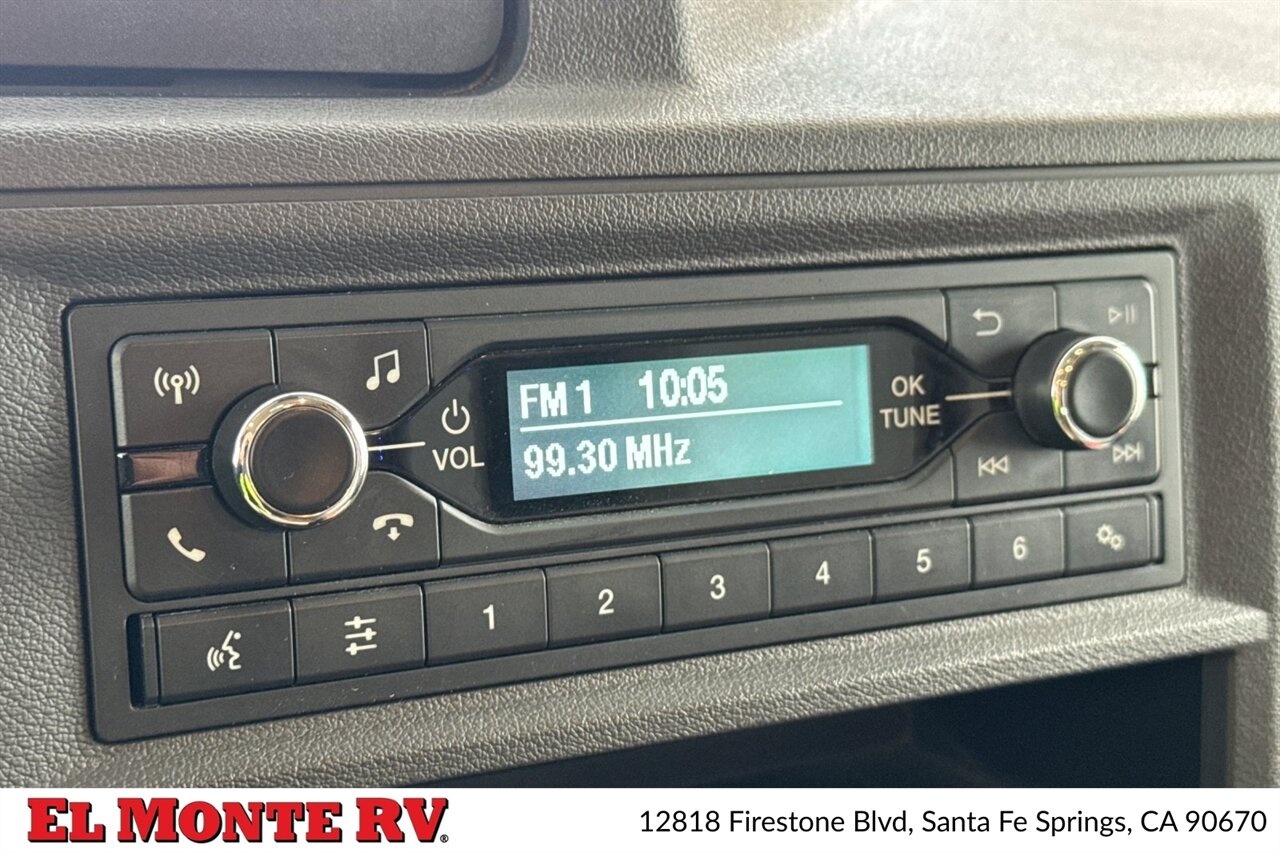 FM 1 10:05
99.30 MHz
VOL
OK
TUNE
1 2 3 4 5 6
EL MONTE RV®
12818 Firestone Blvd, Santa Fe Springs, CA 90670